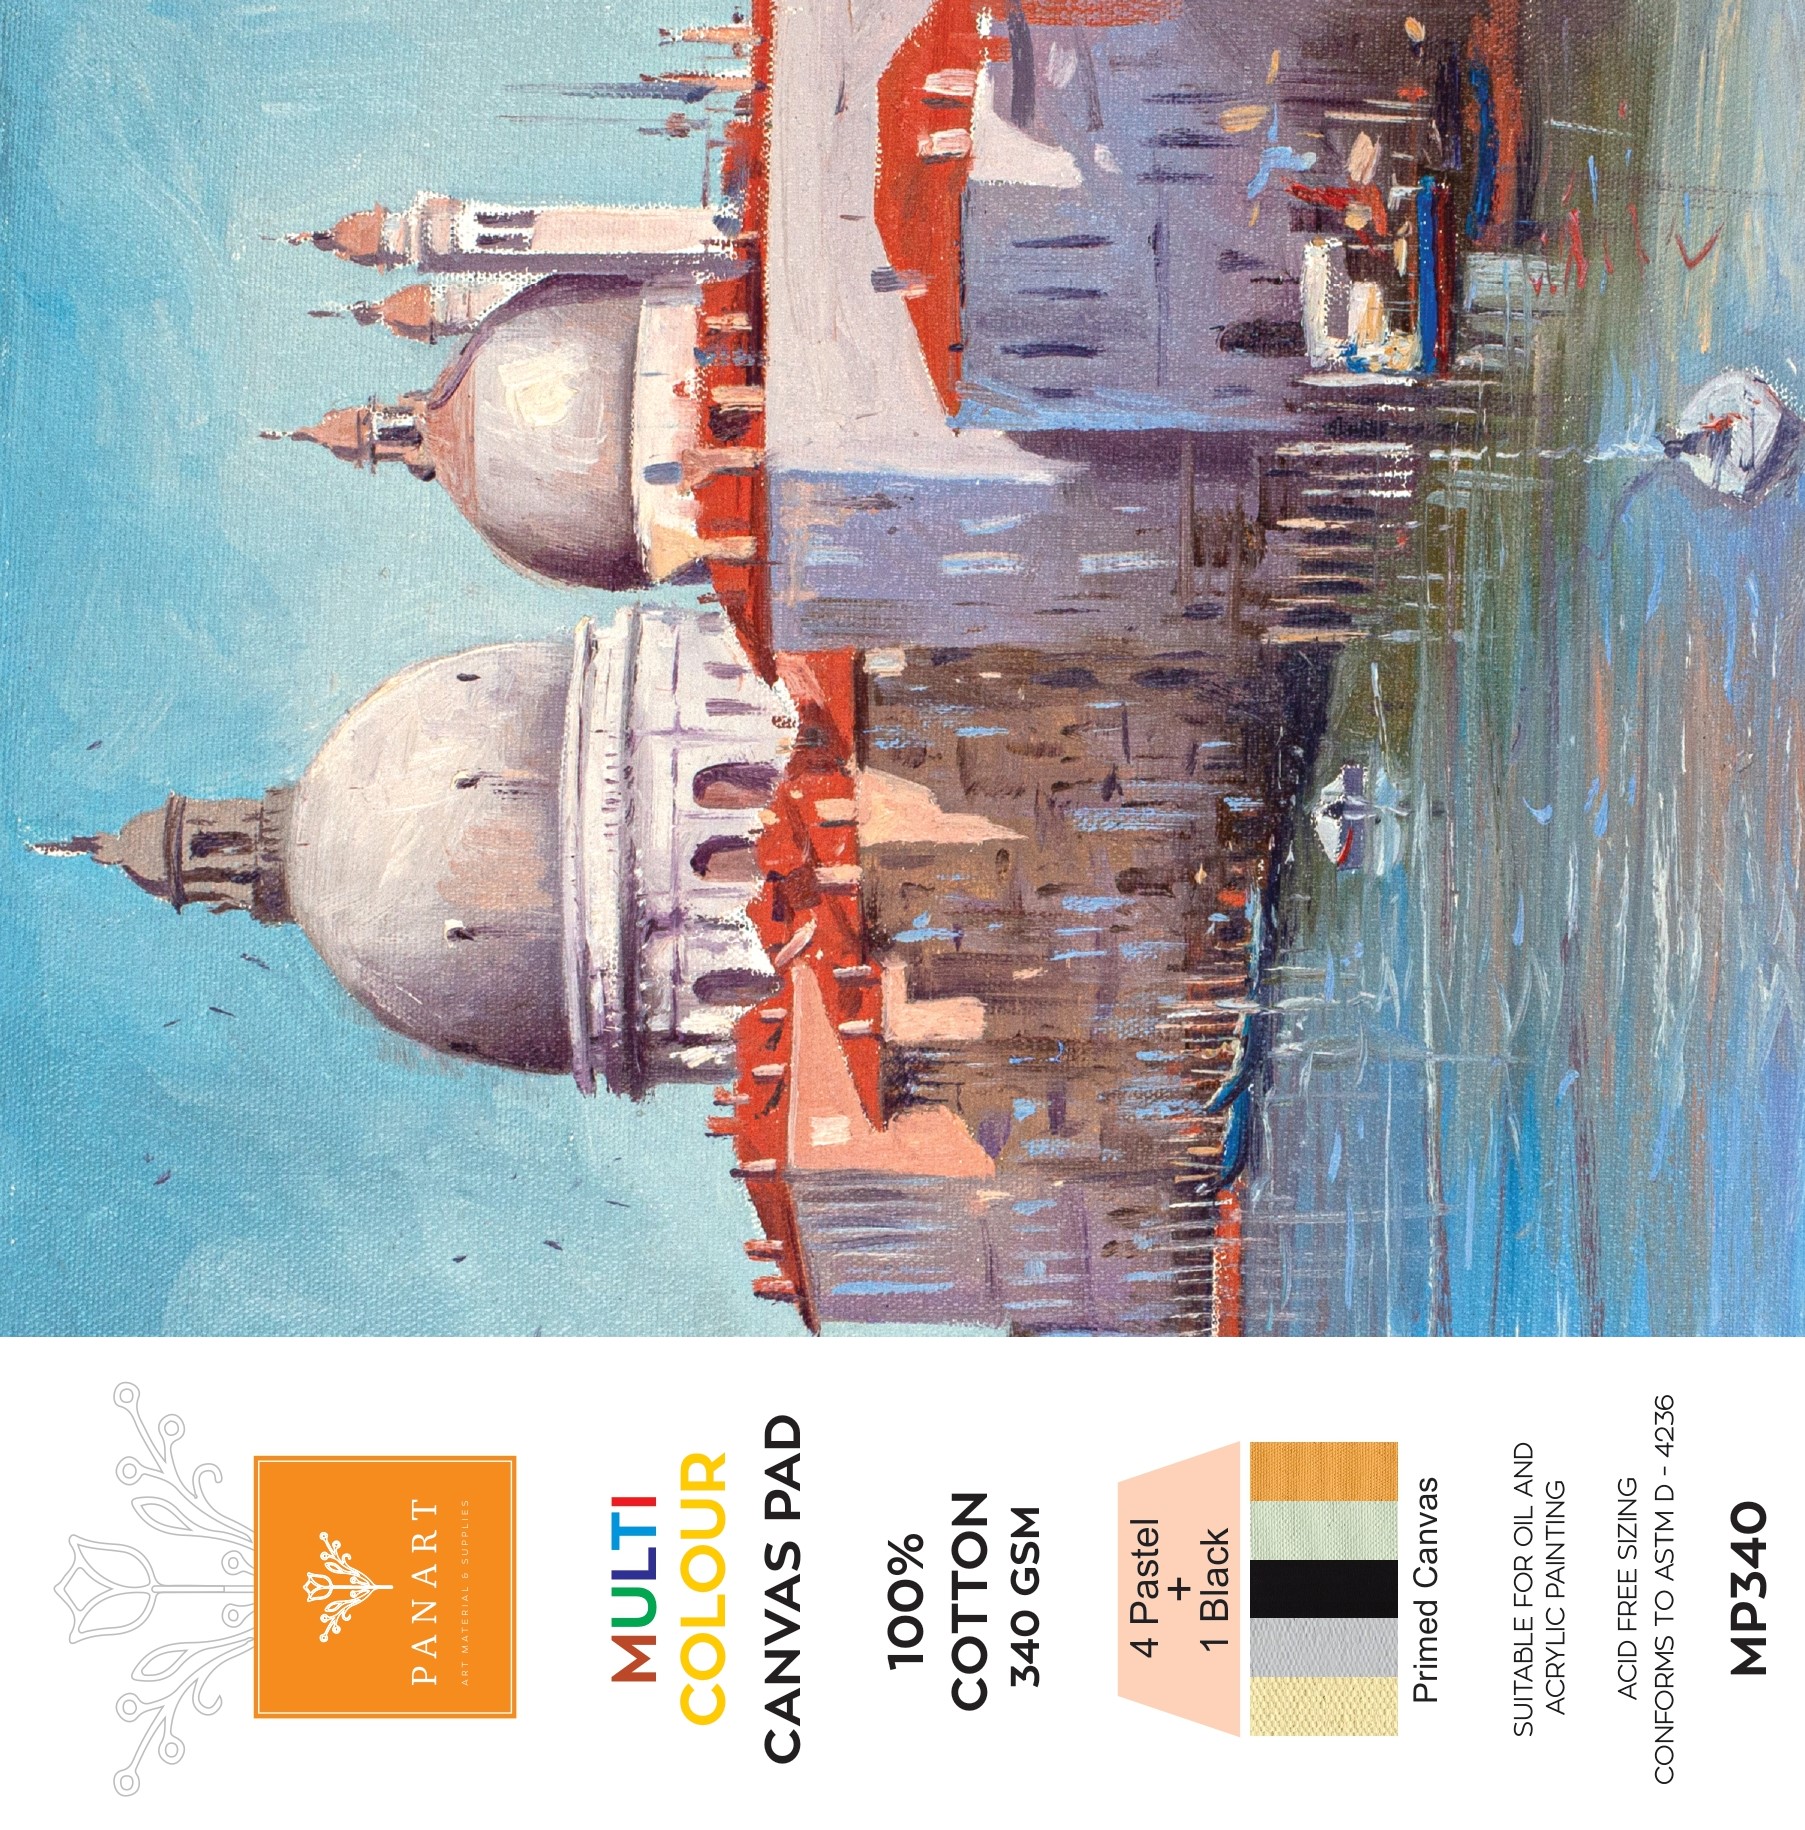 PANART
ART MATERIAL & SUPPLIES
MULTI
COLOUR
CANVAS PAD
100%
COTTON
340 GSM
4 Pastel
+
1 Black
Primed Canvas
SUITABLE FOR OIL AND
ACRYLIC PAINTING
ACID FREE SIZING
CONFORMS TO ASTM D - 4236
MP340